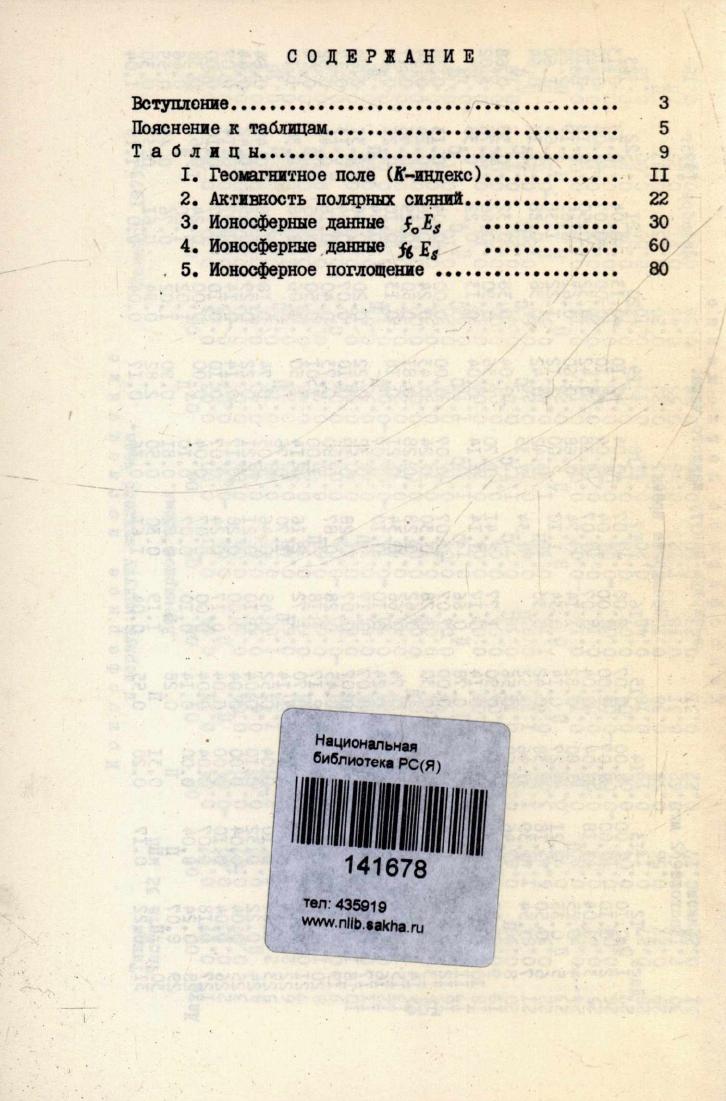 СОДЕРЖАНИЕ
Вступление........................................ 3
Пояснение к таблицам.............................. 5
Таблицы........................................... 9
1. Геомагнитное поле (К-индекс).............. II
2. Активность полярных сияний................ 22
3. Ионосферные данные f₀Eₛ .............. 30
4. Ионосферные данные f_bEₛ .............. 60
5. Ионосферное поглощение ................... 80
Национальная
библиотека РС(Я)
141678
тел: 435919
www.nlib.sakha.ru